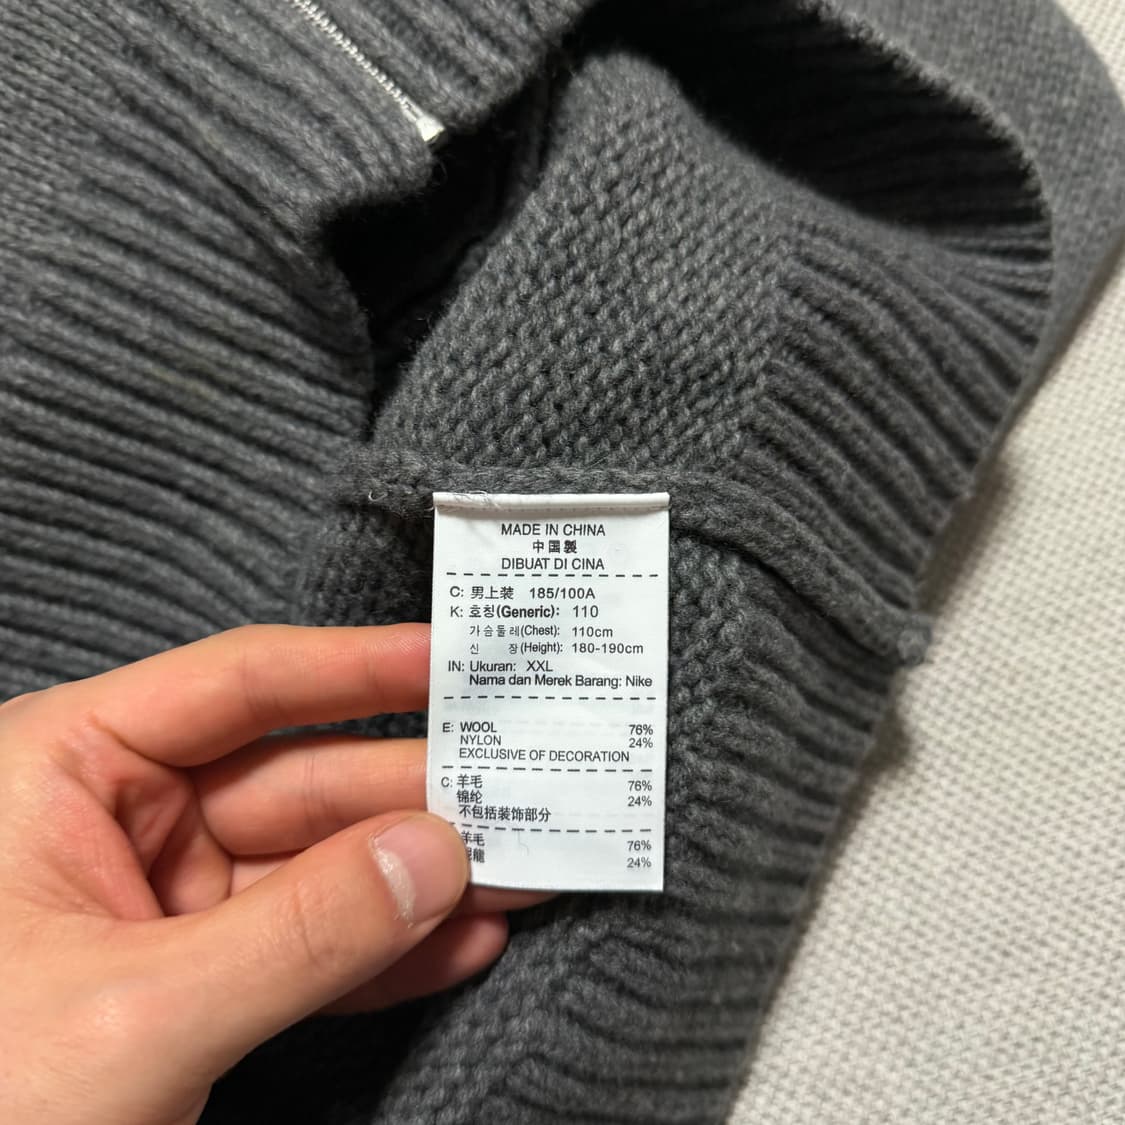 MADE IN CHINA
中国製
DIBUAT DI CINA
C: 男上装 185/100A
K: 호칭(Generic): 110
가슴둘레(Chest): 110cm
신 장(Height): 180-190cm
IN: Ukuran: XXL
Nama dan Merek Barang: Nike
E: WOOL 76%
NYLON 24%
EXCLUSIVE OF DECORATION
C: 羊毛 76%
锦纶 24%
不包括装饰部分
羊毛 76%
24%